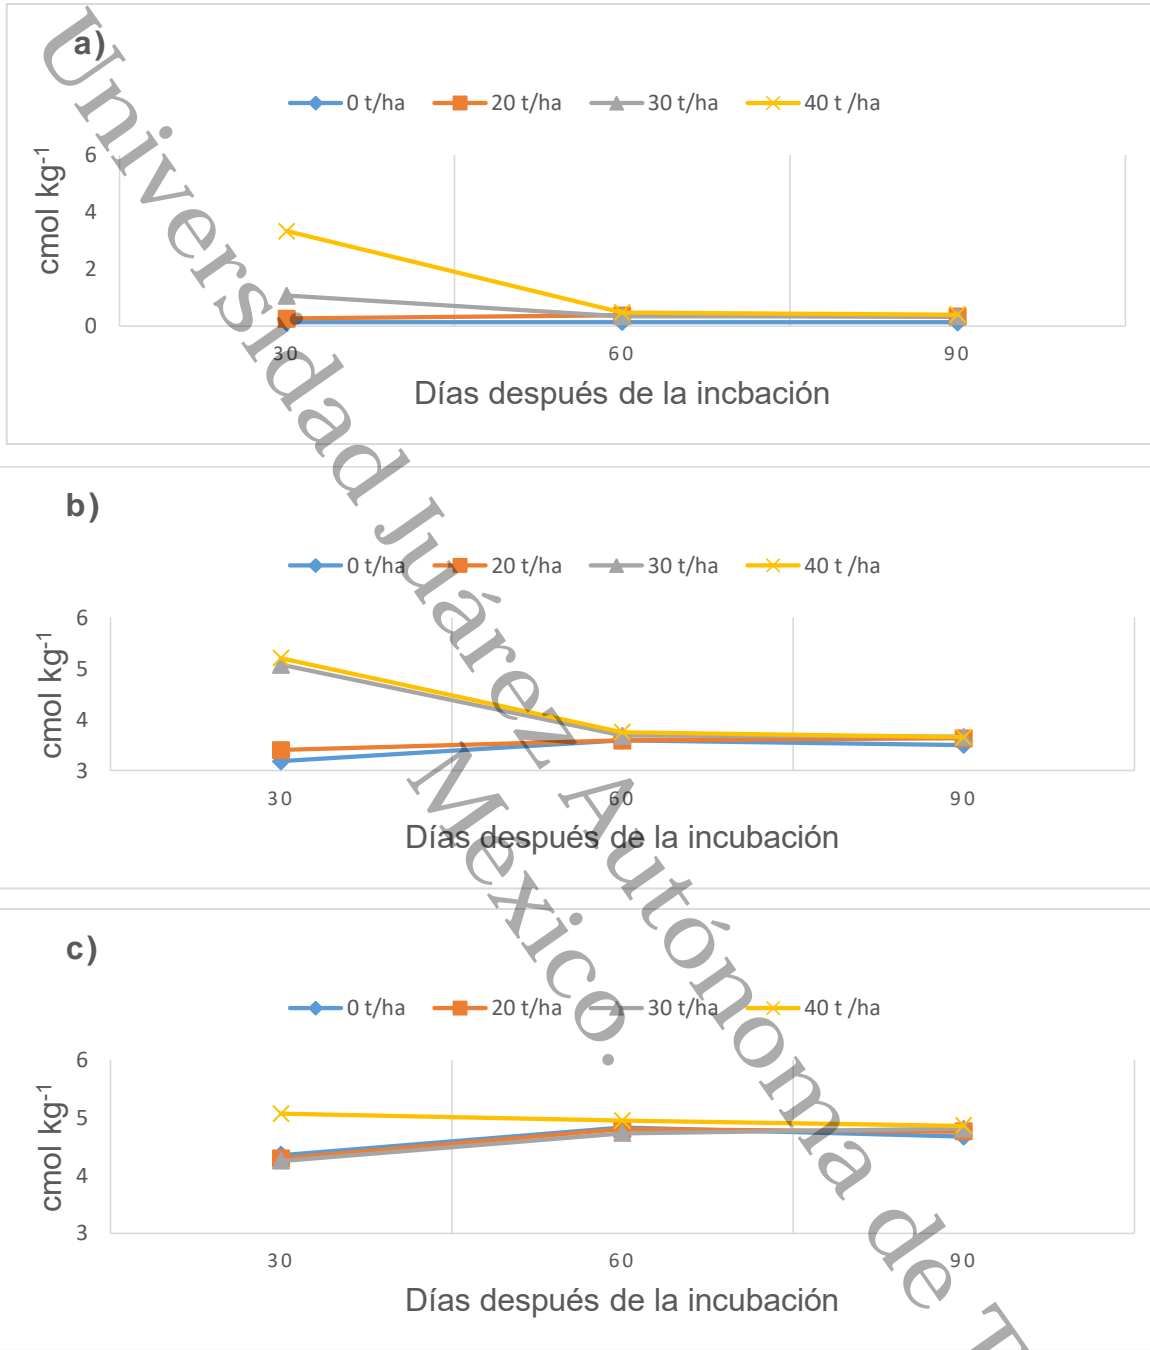 a)
0 t/ha 20 t/ha 30 t/ha 40 t /ha
cmol kg-1
6
4
2
0
30 60 90
Días después de la incbación
b)
0 t/ha 20 t/ha 30 t/ha 40 t /ha
cmol kg-1
6
5
4
3
30 60 90
Días después de la incubación
c)
0 t/ha 20 t/ha 30 t/ha 40 t /ha
cmol kg-1
6
5
4
3
30 60 90
Días después de la incubación
Universidad Juárez Autónoma de T
México.